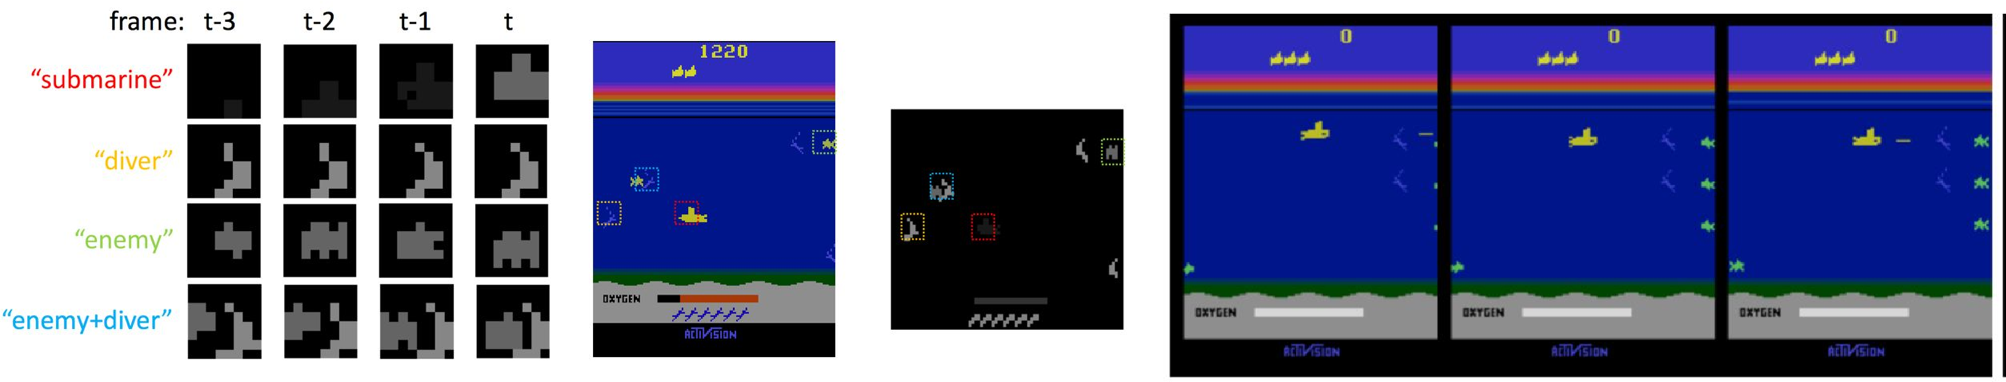 frame: t-3 t-2 t-1 t
“submarine”
“diver”
“enemy”
“enemy+diver”
1220
OXYGEN
ACTIVISION
0
OXYGEN
ACTIVISION
0
OXYGEN
ACTIVISION
0
OXYGEN
ACTIVISION